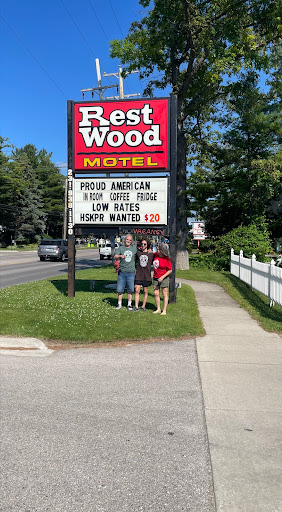 Rest
Wood
MOTEL
PROUD AMERICAN
IN ROOM COFFEE FRIDGE
LOW RATES
HSKPR WANTED $20
VACANCY